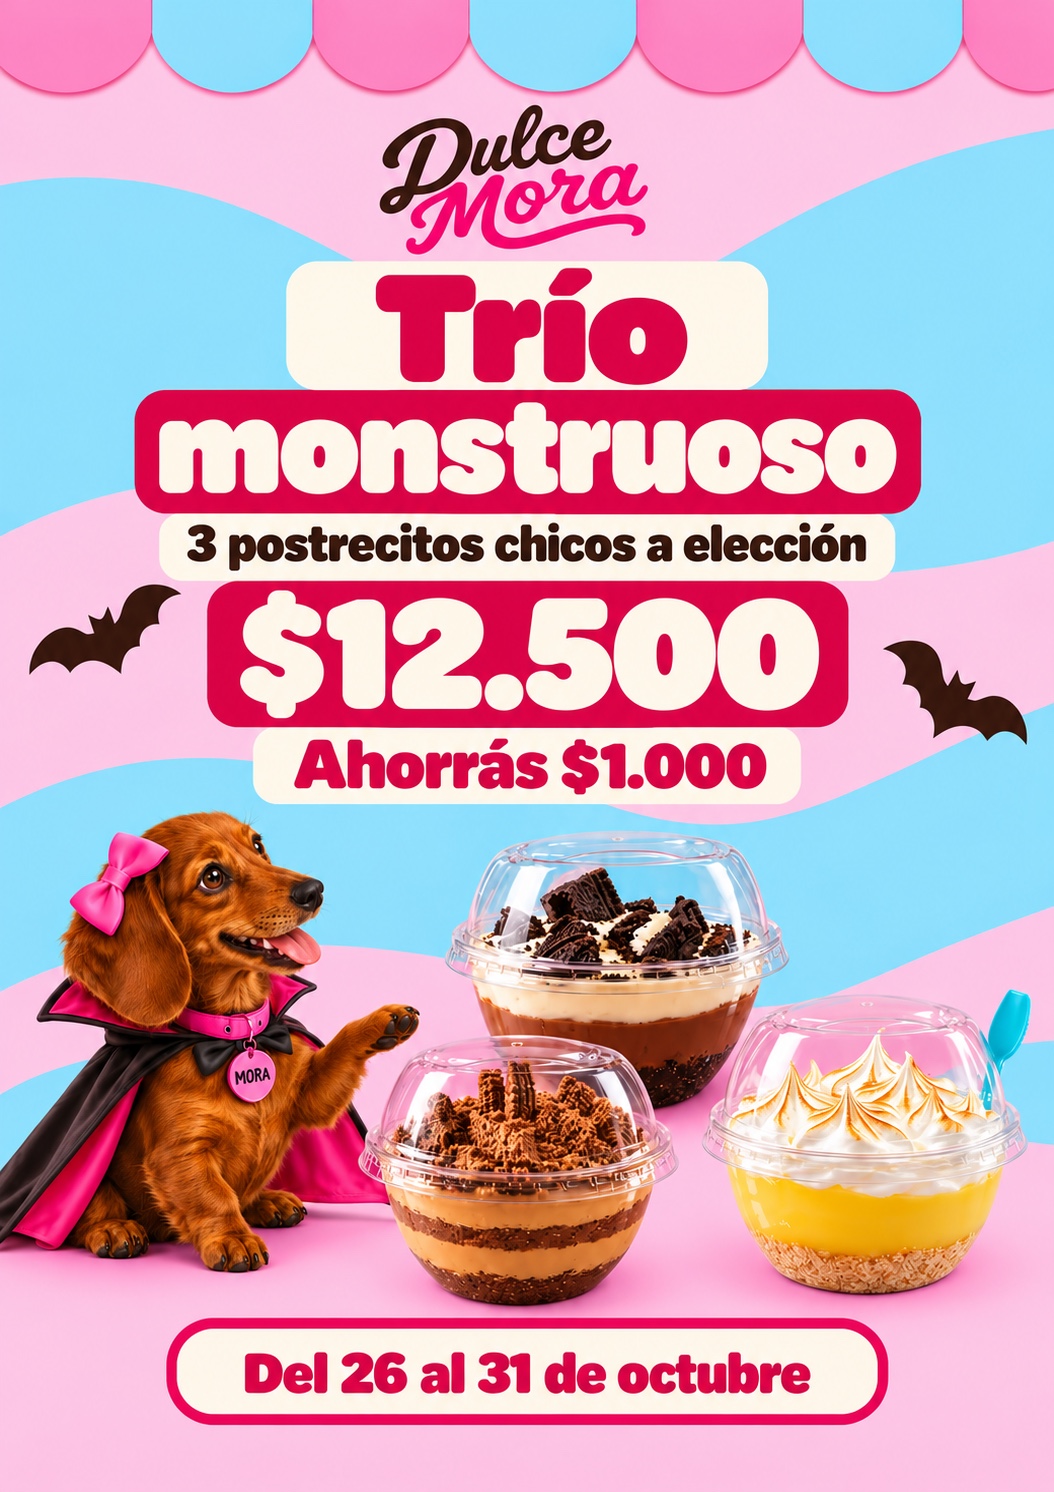 Dulce
Mora
Trío
monstruoso
3 postrecitos chicos a elección
$12.500
Ahorrás $1.000
MORA
Del 26 al 31 de octubre